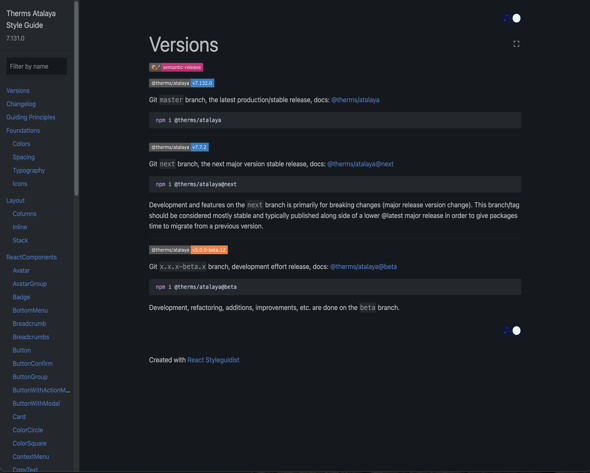 Therms Atalaya
Style Guide
7.131.0
Filter by name
Versions
Changelog
Guiding Principles
Foundations
Colors
Spacing
Typography
Icons
Layout
Columns
Inline
Stack
ReactComponents
Avatar
AvatarGroup
Badge
BottomMenu
Breadcrumb
Breadcrumbs
Button
ButtonConfirm
ButtonGroup
ButtonWithActionM...
ButtonWithModal
Card
ColorCircle
ColorSquare
ContextMenu
CopyText
Versions
semantic-release
@therms/atalaya v7.132.0
Git master branch, the latest production/stable release, docs: @therms/atalaya
npm i @therms/atalaya
@therms/atalaya v7.7.2
Git next branch, the next major version stable release, docs: @therms/atalaya@next
npm i @therms/atalaya@next
Development and features on the next branch is primarily for breaking changes (major release version change). This branch/tag
should be considered mostly stable and typically published along side of a lower @latest major release in order to give packages
time to migrate from a previous version.
@therms/atalaya v5.0.0-beta.12
Git x.x.x-beta.x branch, development effort release, docs: @therms/atalaya@beta
npm i @therms/atalaya@beta
Development, refactoring, additions, improvements, etc. are done on the beta branch.
Created with React Styleguidist